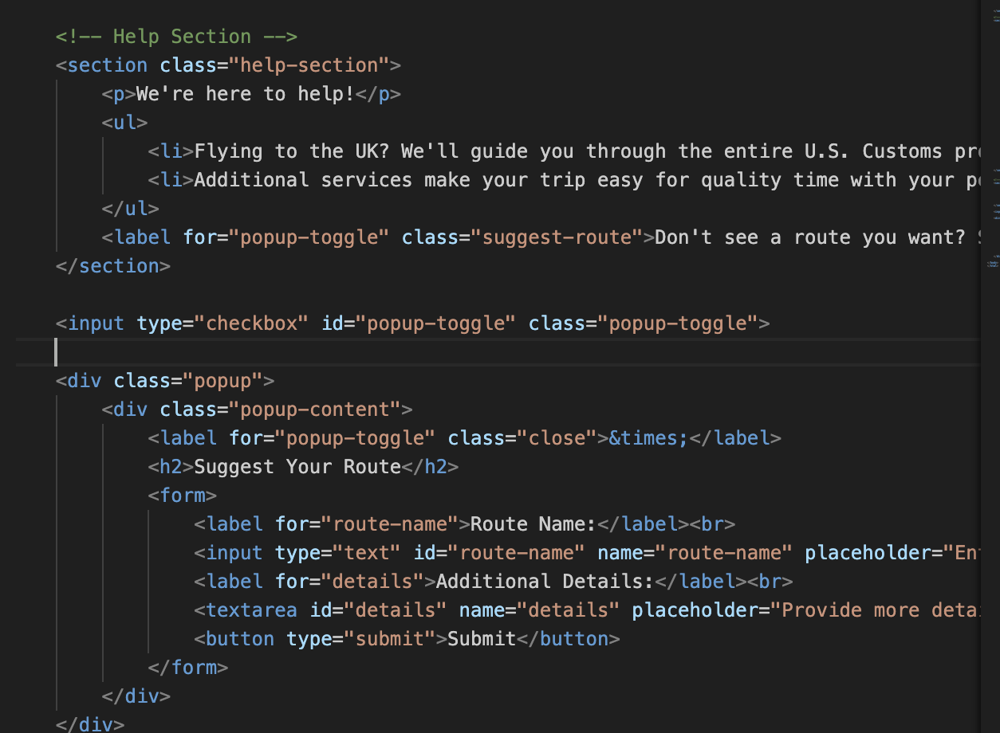 <!-- Help Section -->
<section class="help-section">
<p>We're here to help!</p>
<ul>
<li>Flying to the UK? We'll guide you through the entire U.S. Customs
<li>Additional services make your trip easy for quality time with your
</ul>
<label for="popup-toggle" class="suggest-route">Don't see a route you want?
</section>
<input type="checkbox" id="popup-toggle" class="popup-toggle">
<div class="popup">
<div class="popup-content">
<label for="popup-toggle" class="close">&times;</label>
<h2>Suggest Your Route</h2>
<form>
<label for="route-name">Route Name:</label><br>
<input type="text" id="route-name" name="route-name" placeholder="
<label for="details">Additional Details:</label><br>
<textarea id="details" name="details" placeholder="Provide more
<button type="submit">Submit</button>
</form>
</div>
</div>